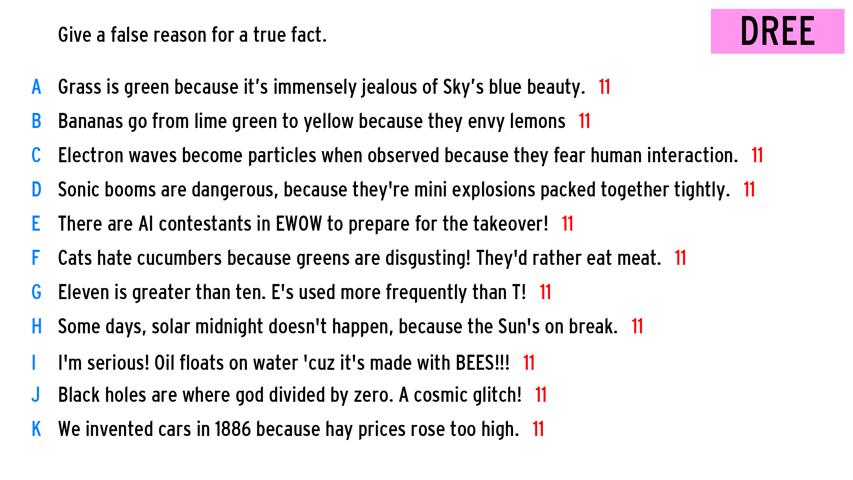 Give a false reason for a true fact.
DREE
A Grass is green because it’s immensely jealous of Sky’s blue beauty. 11
B Bananas go from lime green to yellow because they envy lemons 11
C Electron waves become particles when observed because they fear human interaction. 11
D Sonic booms are dangerous, because they're mini explosions packed together tightly. 11
E There are AI contestants in EWOW to prepare for the takeover! 11
F Cats hate cucumbers because greens are disgusting! They'd rather eat meat. 11
G Eleven is greater than ten. E's used more frequently than T! 11
H Some days, solar midnight doesn't happen, because the Sun's on break. 11
I I'm serious! Oil floats on water 'cuz it's made with BEES!!! 11
J Black holes are where god divided by zero. A cosmic glitch! 11
K We invented cars in 1886 because hay prices rose too high. 11